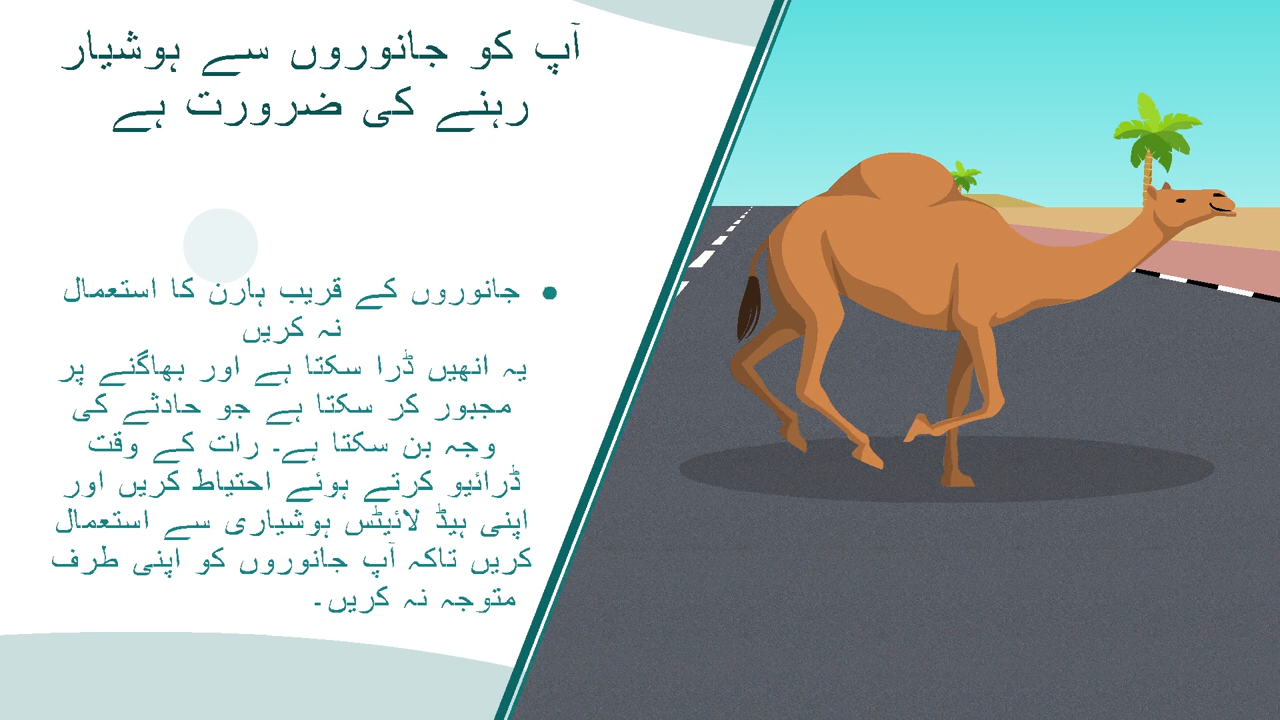 آپ کو جانوروں سے ہوشیار
رہنے کی ضرورت ہے
• جانوروں کے قریب ہارن کا استعمال
نہ کریں
یہ انھیں ڈرا سکتا ہے اور بھاگنے پر
مجبور کر سکتا ہے جو حادثے کی
وجہ بن سکتا ہے۔ رات کے وقت
ڈرائیو کرتے ہوئے احتیاط کریں اور
اپنی ہیڈ لائیٹس ہوشیاری سے استعمال
کریں تاکہ آپ جانوروں کو اپنی طرف
متوجہ نہ کریں۔